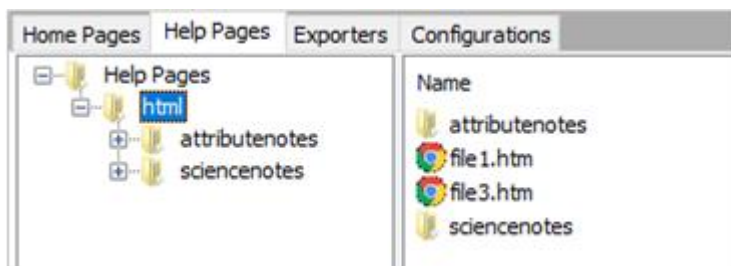 Home Pages Help Pages Exporters Configurations
Help Pages
html
attributenotes
sciencenotes
Name
attributenotes
file1.htm
file3.htm
sciencenotes